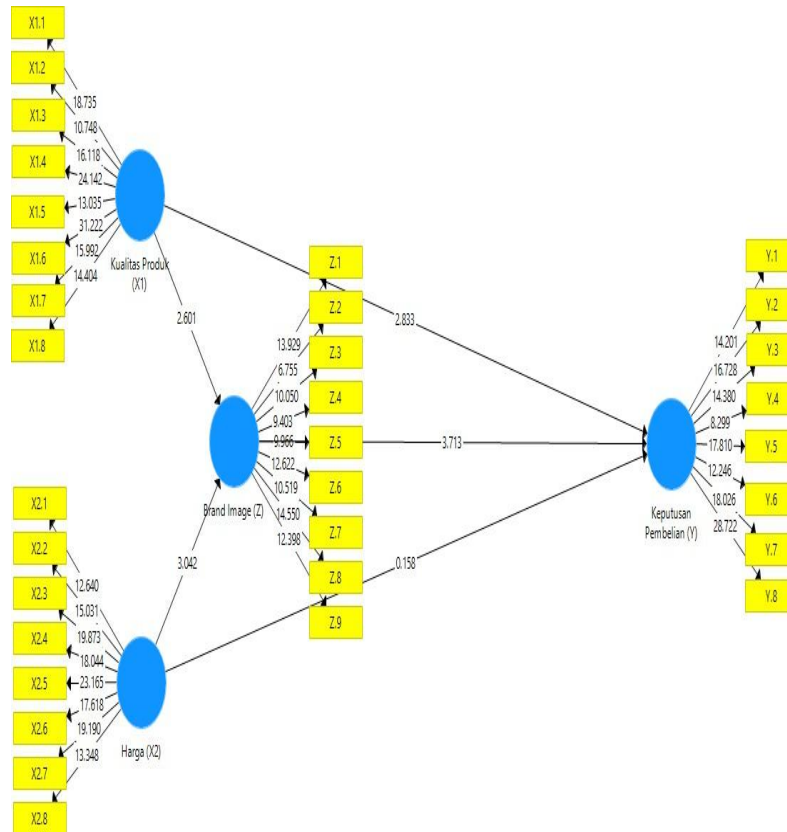 X1.1
X1.2
X1.3
X1.4
X1.5
X1.6
X1.7
X1.8
18.735
10.748
16.118
24.142
13.035
31.222
15.992
14.404
Kualitas Produk
(X1)
2.601
2.833
Z.1
Z.2
Z.3
Z.4
Z.5
Z.6
Z.7
Z.8
Z.9
13.929
6.755
10.050
9.403
9.966
12.622
10.519
14.550
12.398
Brand Image (Z)
3.713
Y.1
Y.2
Y.3
Y.4
Y.5
Y.6
Y.7
Y.8
14.201
16.728
14.380
8.299
17.810
12.246
18.026
28.722
Keputusan
Pembelian (Y)
X2.1
X2.2
X2.3
X2.4
X2.5
X2.6
X2.7
X2.8
12.640
15.031
19.873
18.044
23.165
17.618
19.190
13.348
Harga (X2)
3.042
0.158